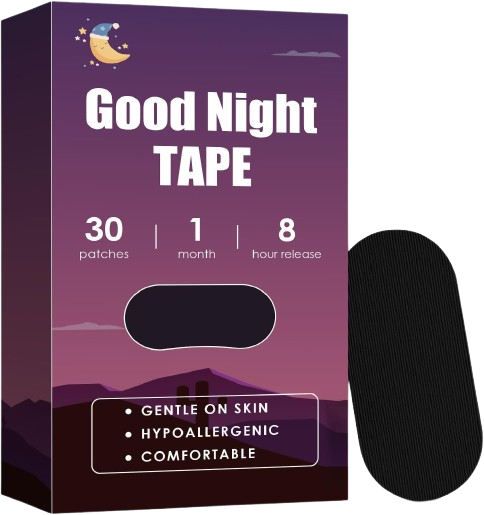 Good Night
TAPE
30 1 8
patches month hour release
GENTLE ON SKIN
HYPOALLERGENIC
COMFORTABLE